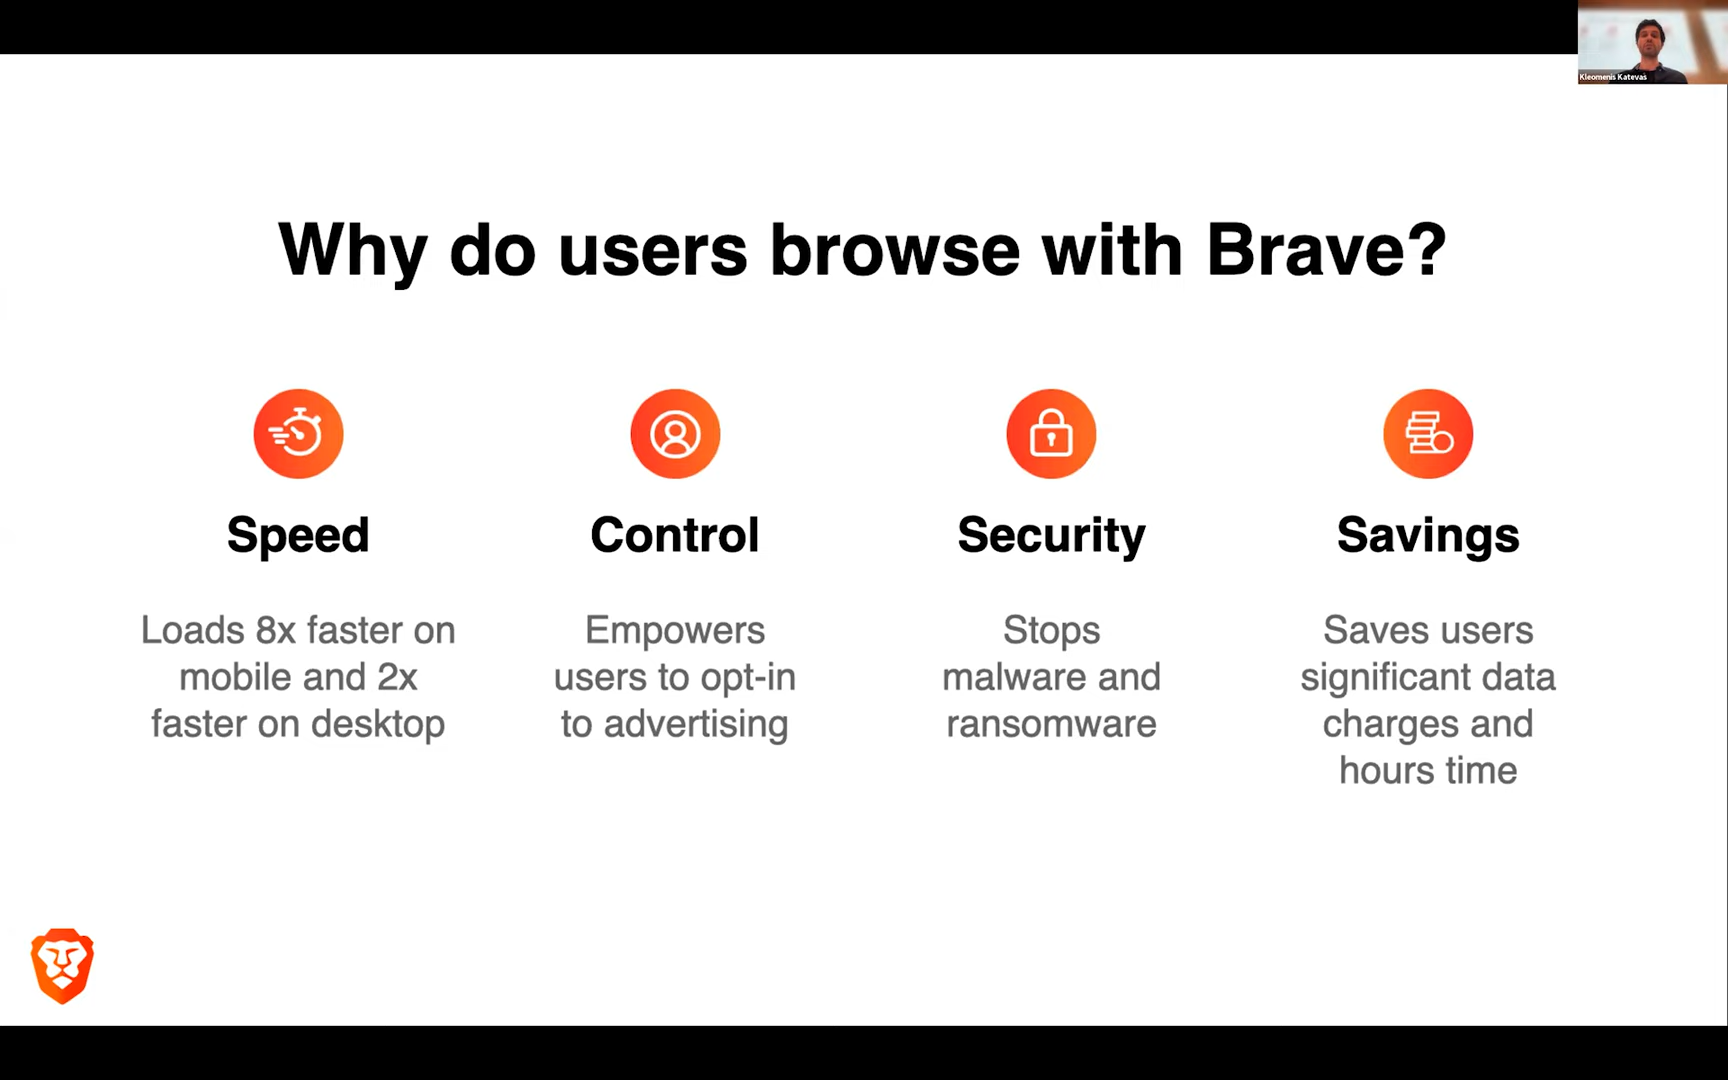 Kleomenis Katevas
Why do users browse with Brave?
Speed
Loads 8x faster on
mobile and 2x
faster on desktop
Control
Empowers
users to opt-in
to advertising
Security
Stops
malware and
ransomware
Savings
Saves users
significant data
charges and
hours time